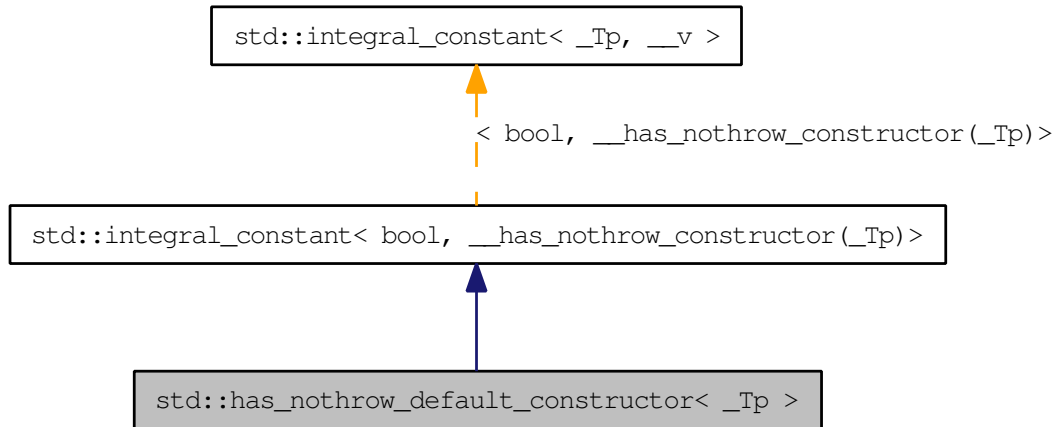 std::integral_constant< _Tp, __v >
< bool, __has_nothrow_constructor(_Tp)>
std::integral_constant< bool, __has_nothrow_constructor(_Tp)>
std::has_nothrow_default_constructor< _Tp >